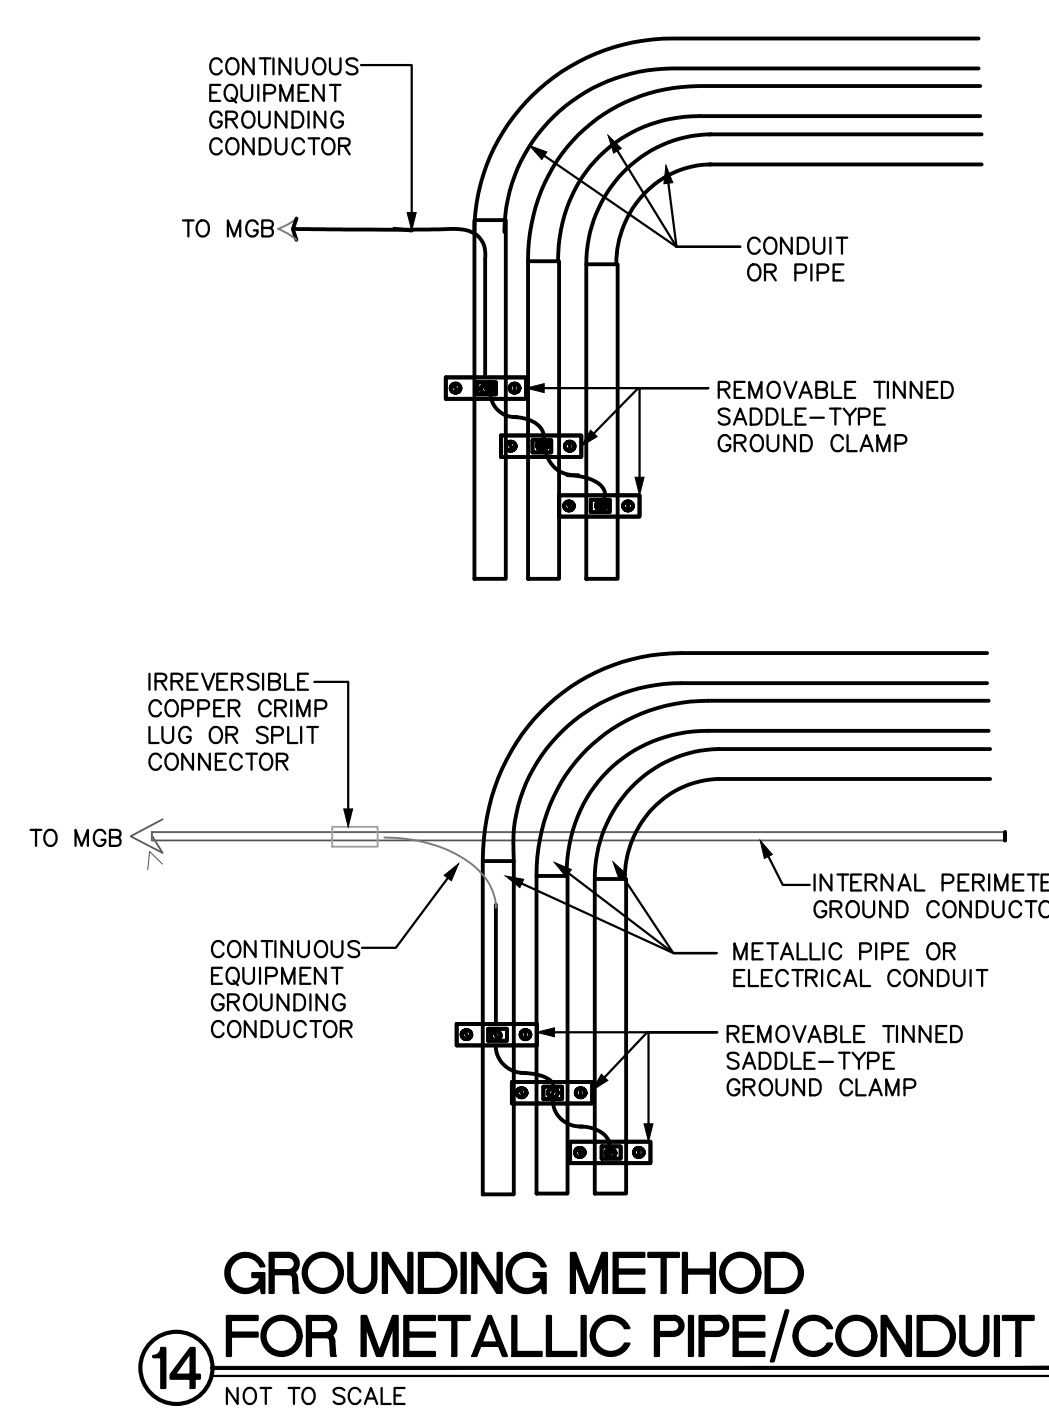 CONTINUOUS
EQUIPMENT
GROUNDING
CONDUCTOR
TO MGB
CONDUIT
OR PIPE
REMOVABLE TINNED
SADDLE-TYPE
GROUND CLAMP
IRREVERSIBLE
COPPER CRIMP
LUG OR SPLIT
CONNECTOR
TO MGB
INTERNAL PERIMETE
GROUND CONDUCTO
CONTINUOUS
EQUIPMENT
GROUNDING
CONDUCTOR
METALLIC PIPE OR
ELECTRICAL CONDUIT
REMOVABLE TINNED
SADDLE-TYPE
GROUND CLAMP
GROUNDING METHOD
FOR METALLIC PIPE/CONDUIT
14
NOT TO SCALE